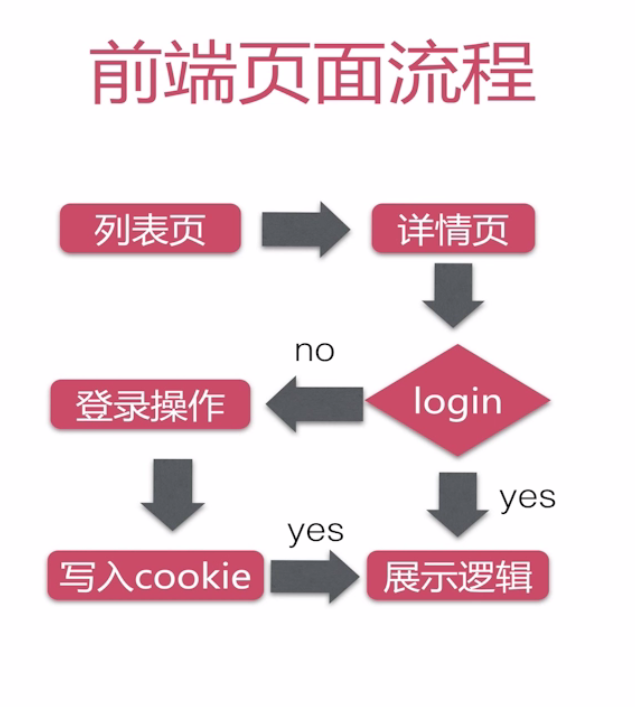 前端页面流程
列表页
详情页
no
登录操作
login
yes
yes
写入cookie
展示逻辑